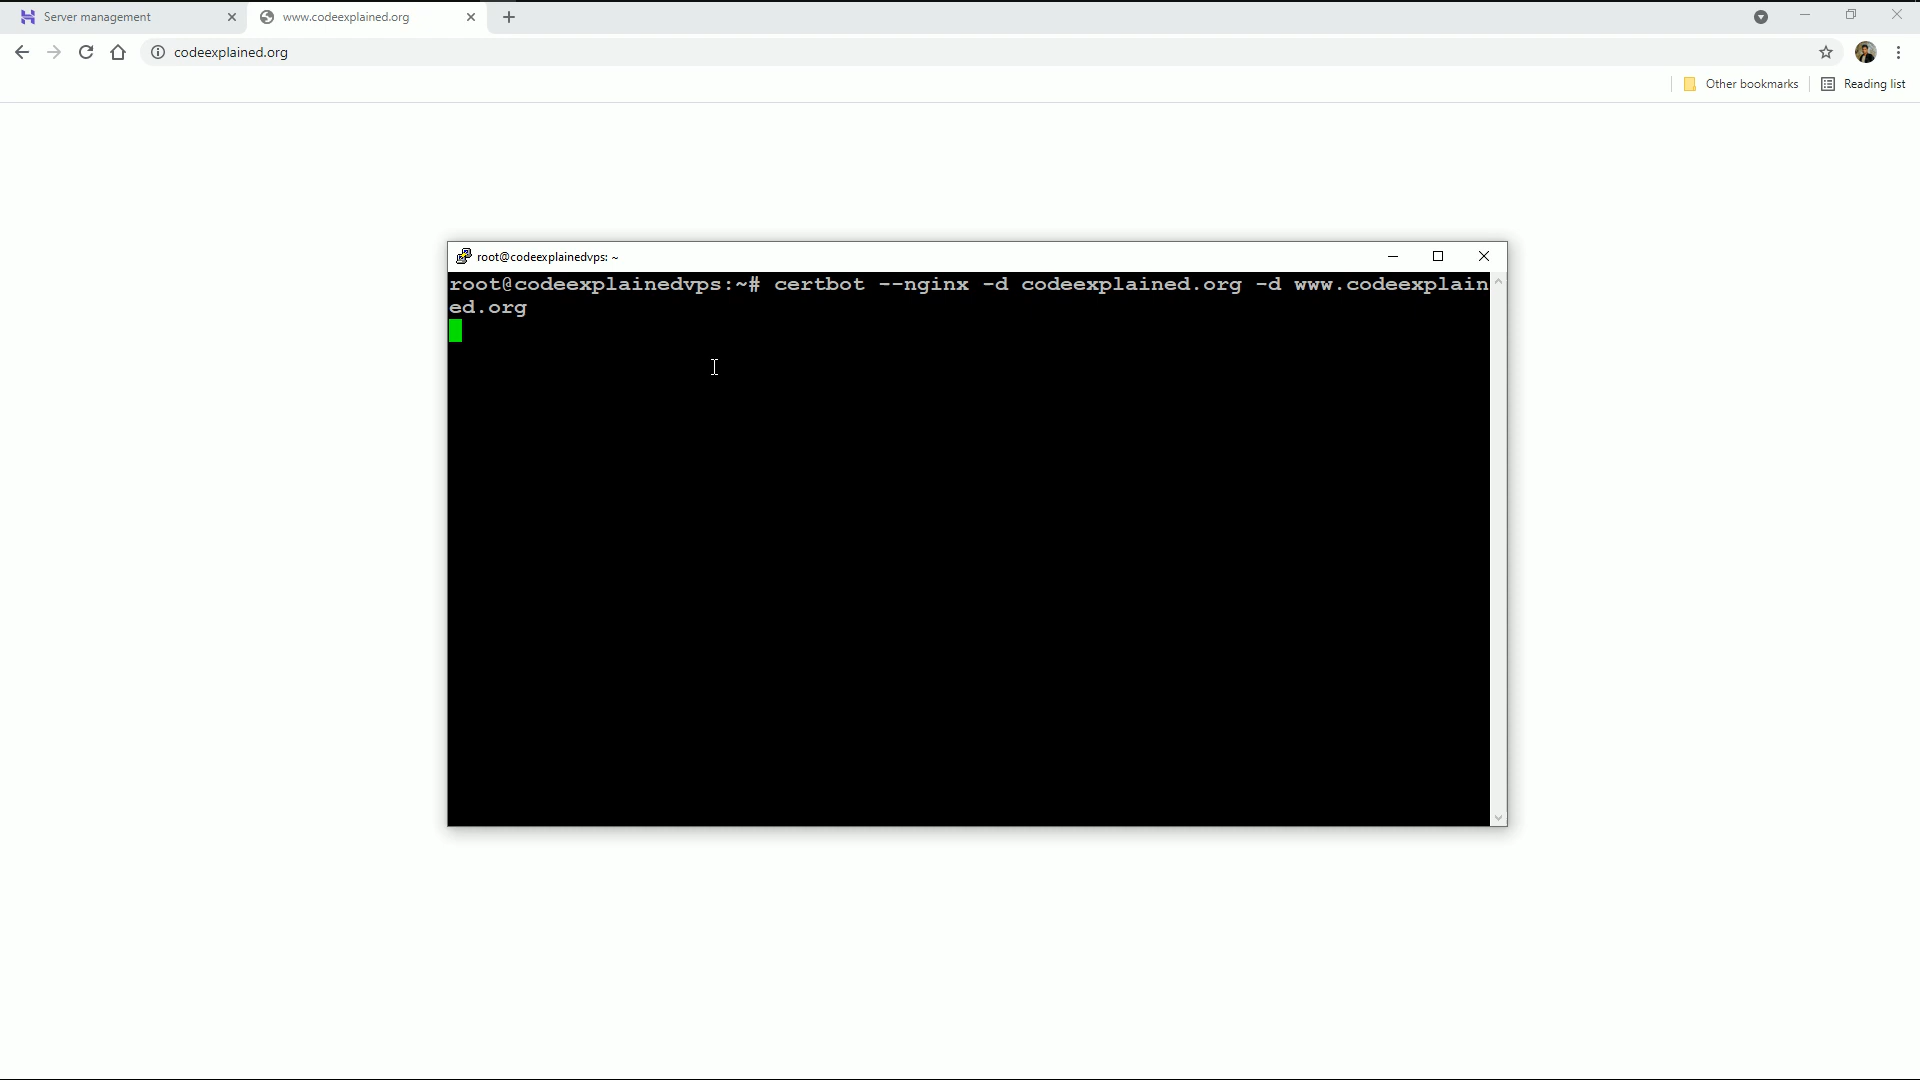 Server management
www.codeexplained.org
codeexplained.org
Other bookmarks
Reading list
root@codeexplainedvps: ~
root@codeexplainedvps:~# certbot --nginx -d codeexplained.org -d www.codeexplain
ed.org